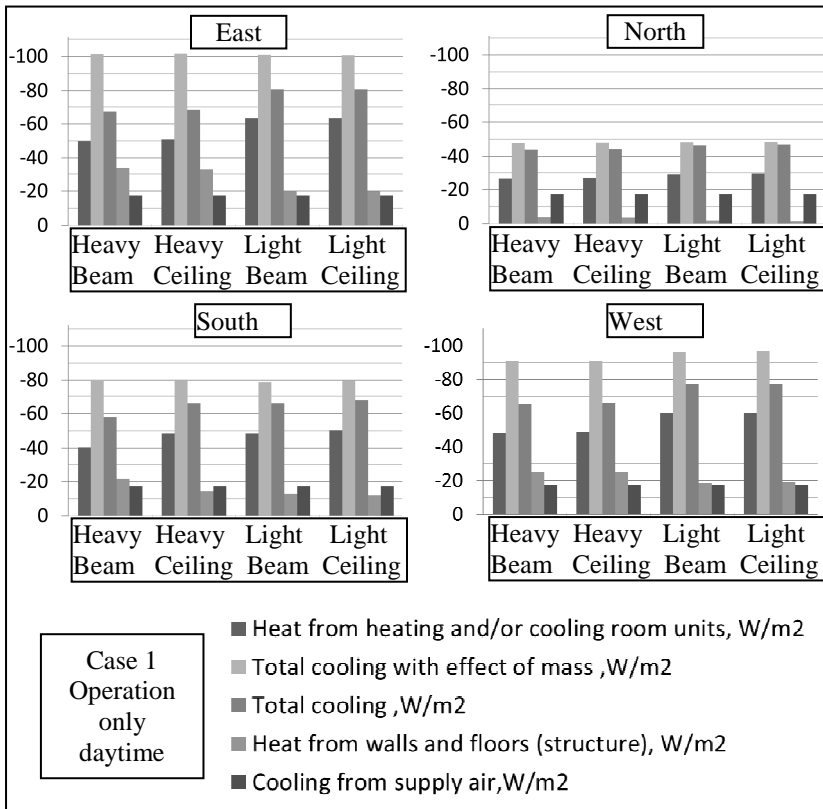 East
-100
-80
-60
-40
-20
0
Heavy Beam
Heavy Ceiling
Light Beam
Light Ceiling
North
-100
-80
-60
-40
-20
0
Heavy Beam
Heavy Ceiling
Light Beam
Light Ceiling
South
-100
-80
-60
-40
-20
0
Heavy Beam
Heavy Ceiling
Light Beam
Light Ceiling
West
-100
-80
-60
-40
-20
0
Heavy Beam
Heavy Ceiling
Light Beam
Light Ceiling
Case 1
Operation
only
daytime
Heat from heating and/or cooling room units, W/m2
Total cooling with effect of mass ,W/m2
Total cooling ,W/m2
Heat from walls and floors (structure), W/m2
Cooling from supply air,W/m2